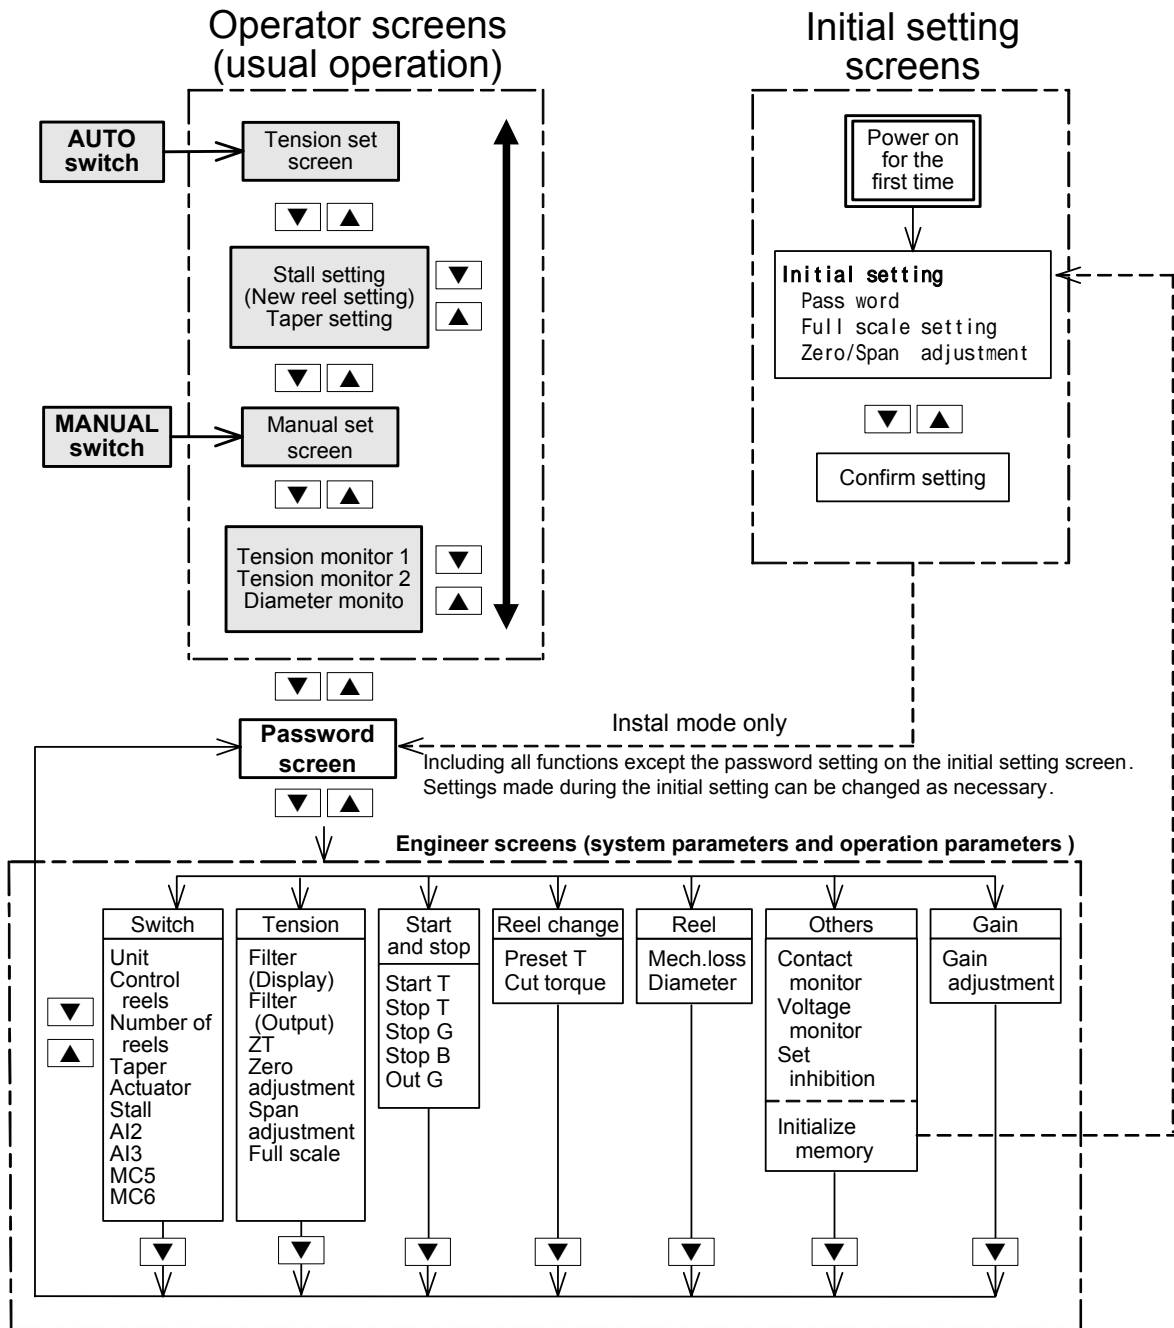 Operator screens
(usual operation)
Initial setting
screens
AUTO
switch
Tension set
screen
▼ ▲
Stall setting
(New reel setting)
Taper setting
▼
▲
▼ ▲
MANUAL
switch
Manual set
screen
▼ ▲
Tension monitor 1
Tension monitor 2
Diameter monito
▼
▲
▼ ▲
Power on
for the
first time
Initial setting
Pass word
Full scale setting
Zero/Span adjustment
▼ ▲
Confirm setting
Password
screen
▼ ▲
Instal mode only
Including all functions except the password setting on the initial setting screen.
Settings made during the initial setting can be changed as necessary.
Engineer screens (system parameters and operation parameters )
▼
▲
Switch
Unit
Control
reels
Number of
reels
Taper
Actuator
Stall
AI2
AI3
MC5
MC6
▼
Tension
Filter
(Display)
Filter
(Output)
ZT
Zero
adjustment
Span
adjustment
Full scale
▼
Start
and stop
Start T
Stop T
Stop G
Stop B
Out G
▼
Reel change
Preset T
Cut torque
▼
Reel
Mech.loss
Diameter
▼
Others
Contact
monitor
Voltage
monitor
Set
inhibition
Initialize
memory
▼
Gain
Gain
adjustment
▼